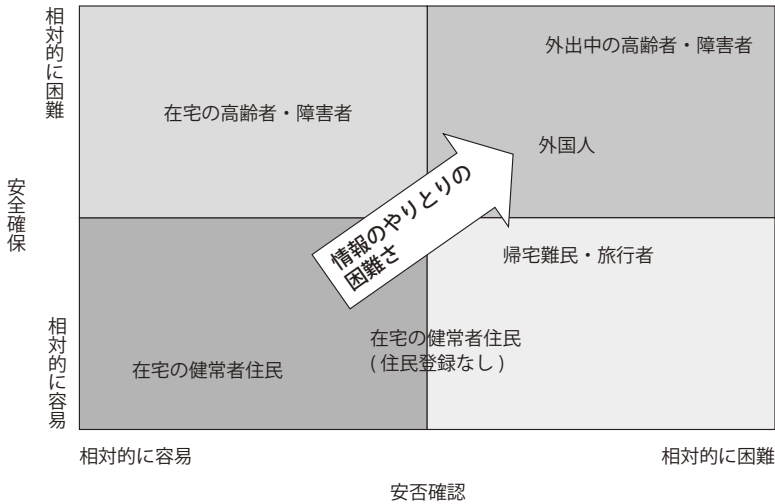 相対的に困難
外出中の高齢者・障害者
在宅の高齢者・障害者
外国人
安全確保
情報のやりとりの
困難さ
帰宅難民・旅行者
相対的に容易
在宅の健常者住民
(住民登録なし)
在宅の健常者住民
相対的に容易
相対的に困難
安否確認